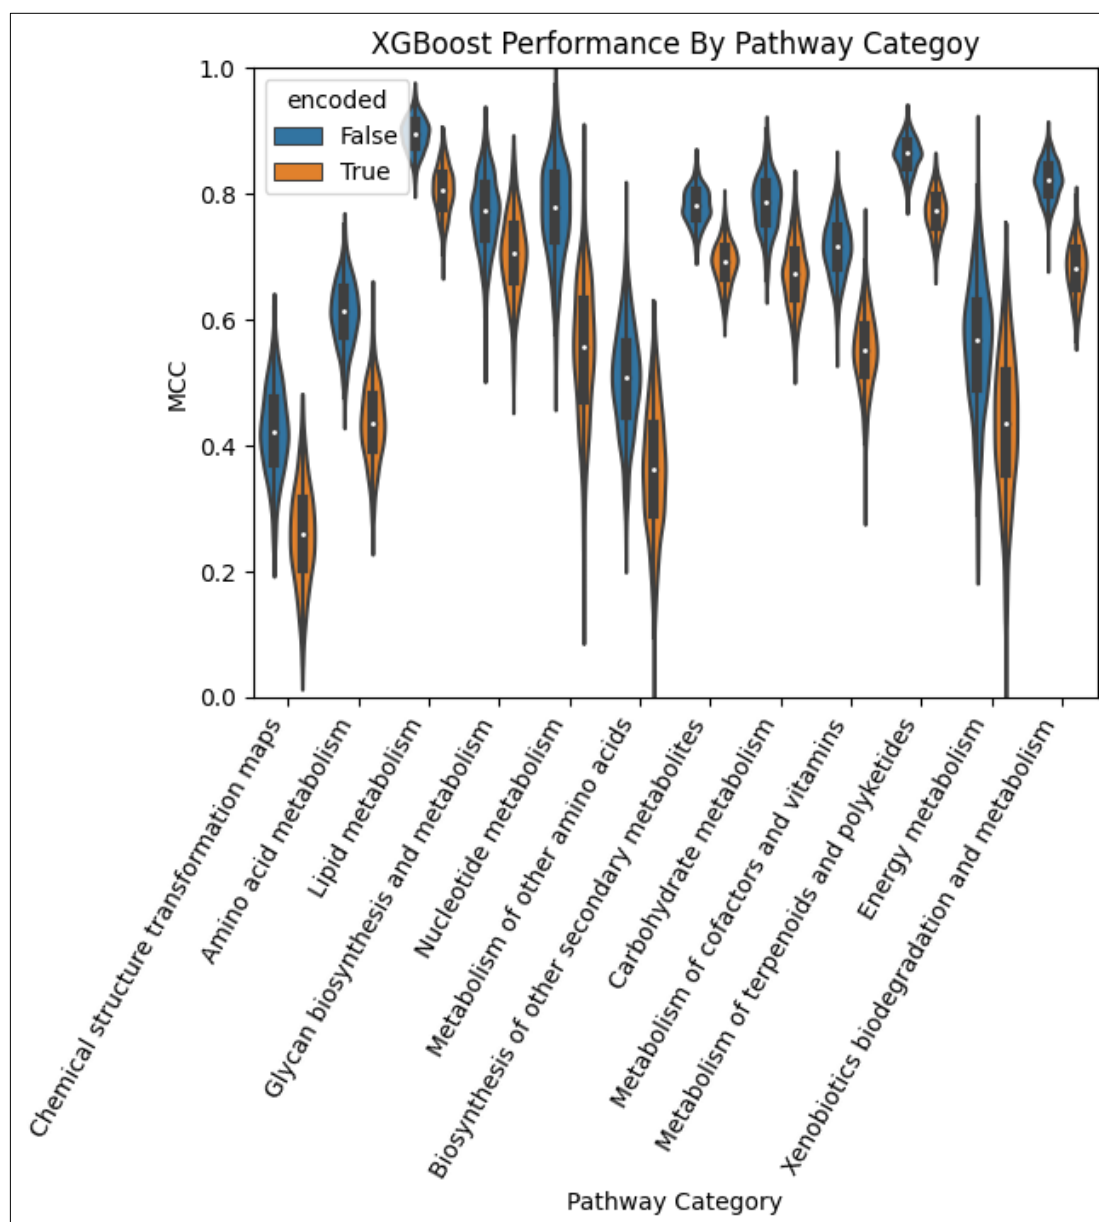 XGBoost Performance By Pathway Categoy
encoded
False
True
MCC
1.0
0.8
0.6
0.4
0.2
0.0
Chemical structure transformation maps
Amino acid metabolism
Lipid metabolism
Glycan biosynthesis and metabolism
Nucleotide metabolism
Metabolism of other amino acids
Biosynthesis of other secondary metabolites
Carbohydrate metabolism
Metabolism of cofactors and vitamins
Metabolism of terpenoids and polyketides
Energy metabolism
Xenobiotics biodegradation and metabolism
Pathway Category